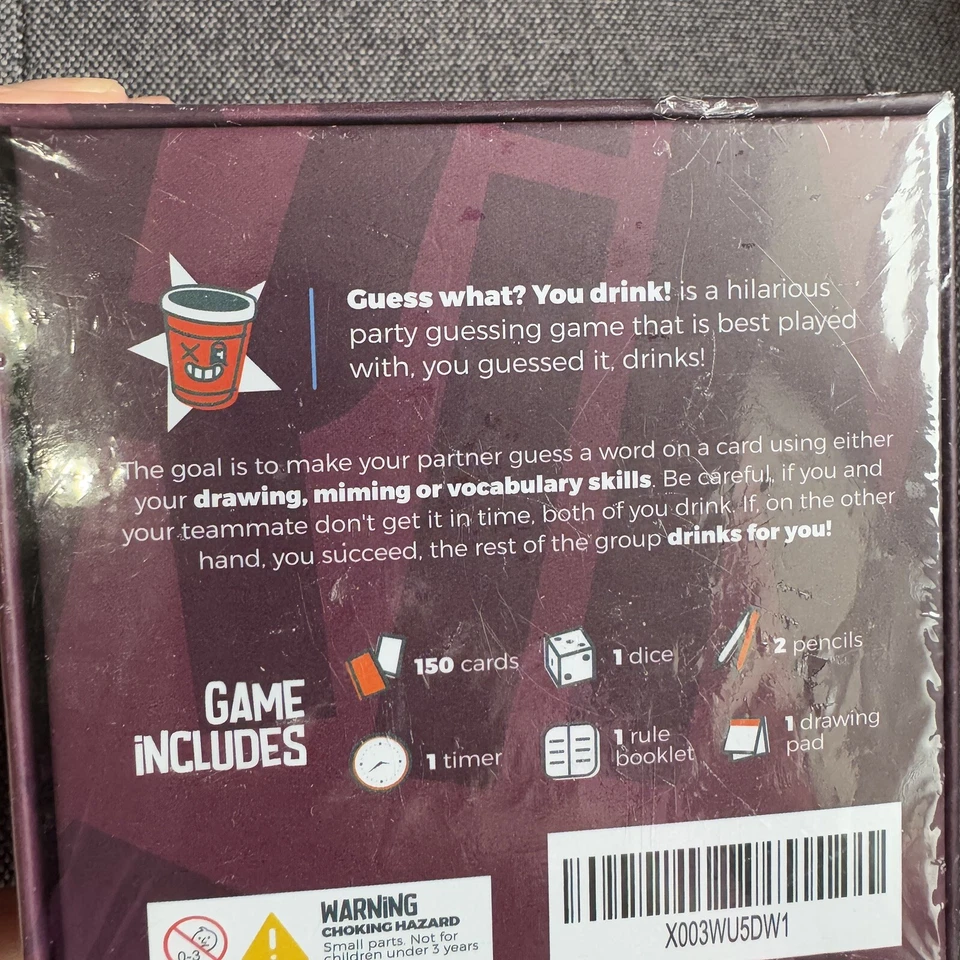 Guess what? You drink! is a hilarious
party guessing game that is best played
with, you guessed it, drinks!
The goal is to make your partner guess a word on a card using either
your drawing, miming or vocabulary skills. Be careful, if you and
your teammate don't get it in time, both of you drink. If, on the other
hand, you succeed, the rest of the group drinks for you!
GAME
iNCLUDES
150 cards
1 dice
2 pencils
1 timer
1 rule
booklet
1 drawing
pad
WARNiNG
CHOKING HAZARD
Small parts. Not for
children under 3 years
0-3
X003WU5DW1